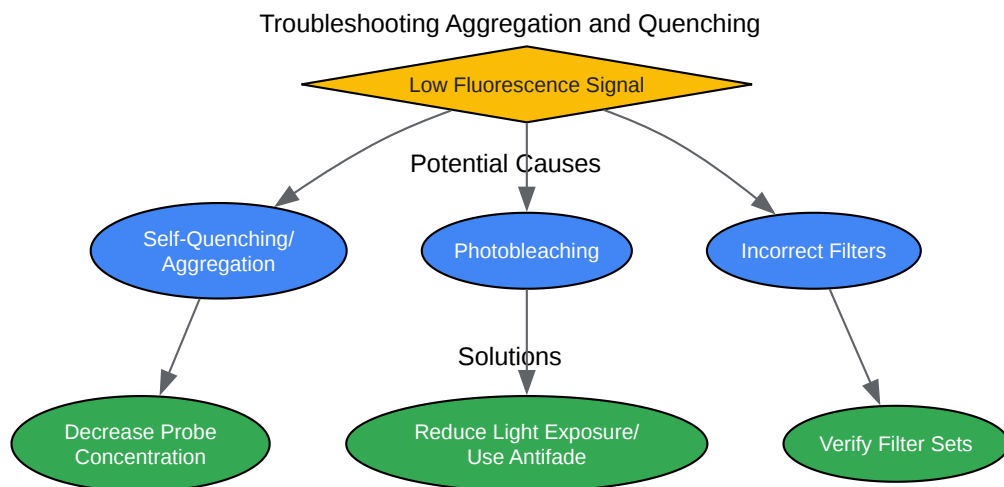 Troubleshooting Aggregation and Quenching
Low Fluorescence Signal
Potential Causes
Self-Quenching/
Aggregation
Photobleaching
Incorrect Filters
Solutions
Decrease Probe
Concentration
Reduce Light Exposure/
Use Antifade
Verify Filter Sets